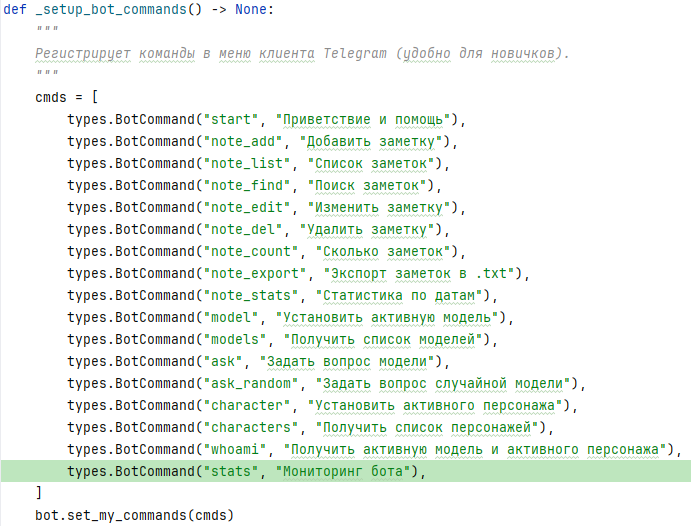 def _setup_bot_commands() -> None:
    """
    Регистрирует команды в меню клиента Telegram (удобно для новичков).
    """
    cmds = [
        types.BotCommand("start", "Приветствие и помощь"),
        types.BotCommand("note_add", "Добавить заметку"),
        types.BotCommand("note_list", "Список заметок"),
        types.BotCommand("note_find", "Поиск заметок"),
        types.BotCommand("note_edit", "Изменить заметку"),
        types.BotCommand("note_del", "Удалить заметку"),
        types.BotCommand("note_count", "Сколько заметок"),
        types.BotCommand("note_export", "Экспорт заметок в .txt"),
        types.BotCommand("note_stats", "Статистика по датам"),
        types.BotCommand("model", "Установить активную модель"),
        types.BotCommand("models", "Получить список моделей"),
        types.BotCommand("ask", "Задать вопрос модели"),
        types.BotCommand("ask_random", "Задать вопрос случайной модели"),
        types.BotCommand("character", "Установить активного персонажа"),
        types.BotCommand("characters", "Получить список персонажей"),
        types.BotCommand("whoami", "Получить активную модель и активного персонажа"),
        types.BotCommand("stats", "Мониторинг бота"),
    ]
    bot.set_my_commands(cmds)